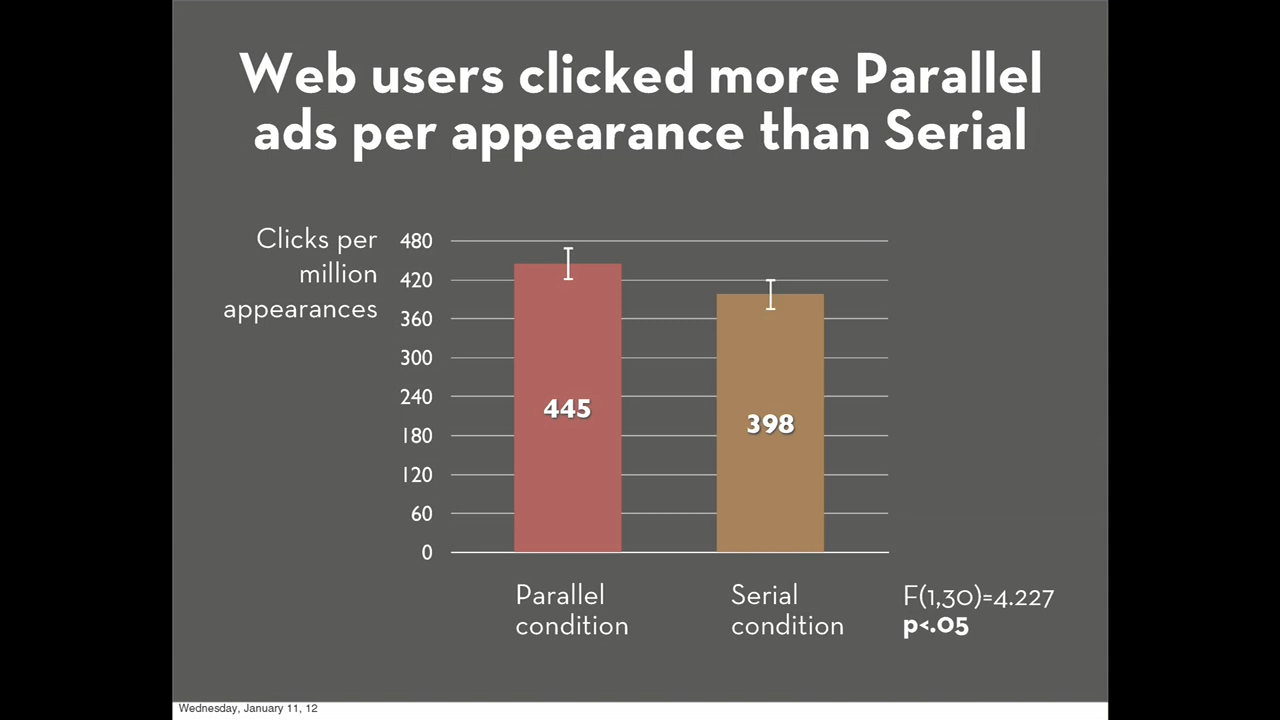 Web users clicked more Parallel
ads per appearance than Serial
Clicks per
million
appearances
480
420
360
300
240
180
120
60
0
445
398
Parallel
condition
Serial
condition
F(1,30)=4.227
p<.05
Wednesday, January 11, 12